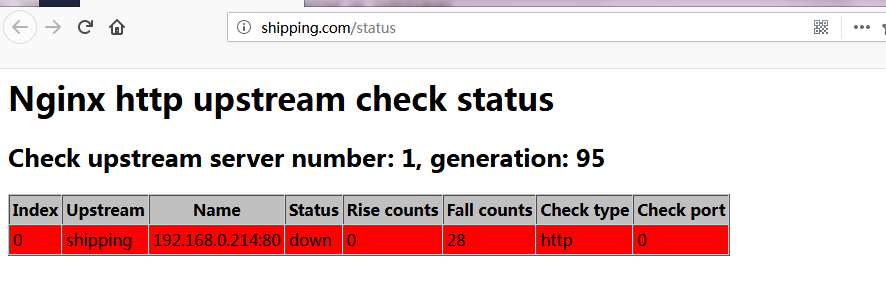 shipping.com/status
Nginx http upstream check status
Check upstream server number: 1, generation: 95
Index Upstream Name Status Rise counts Fall counts Check type Check port
0 shipping 192.168.0.214:80 down 0 28 http 0